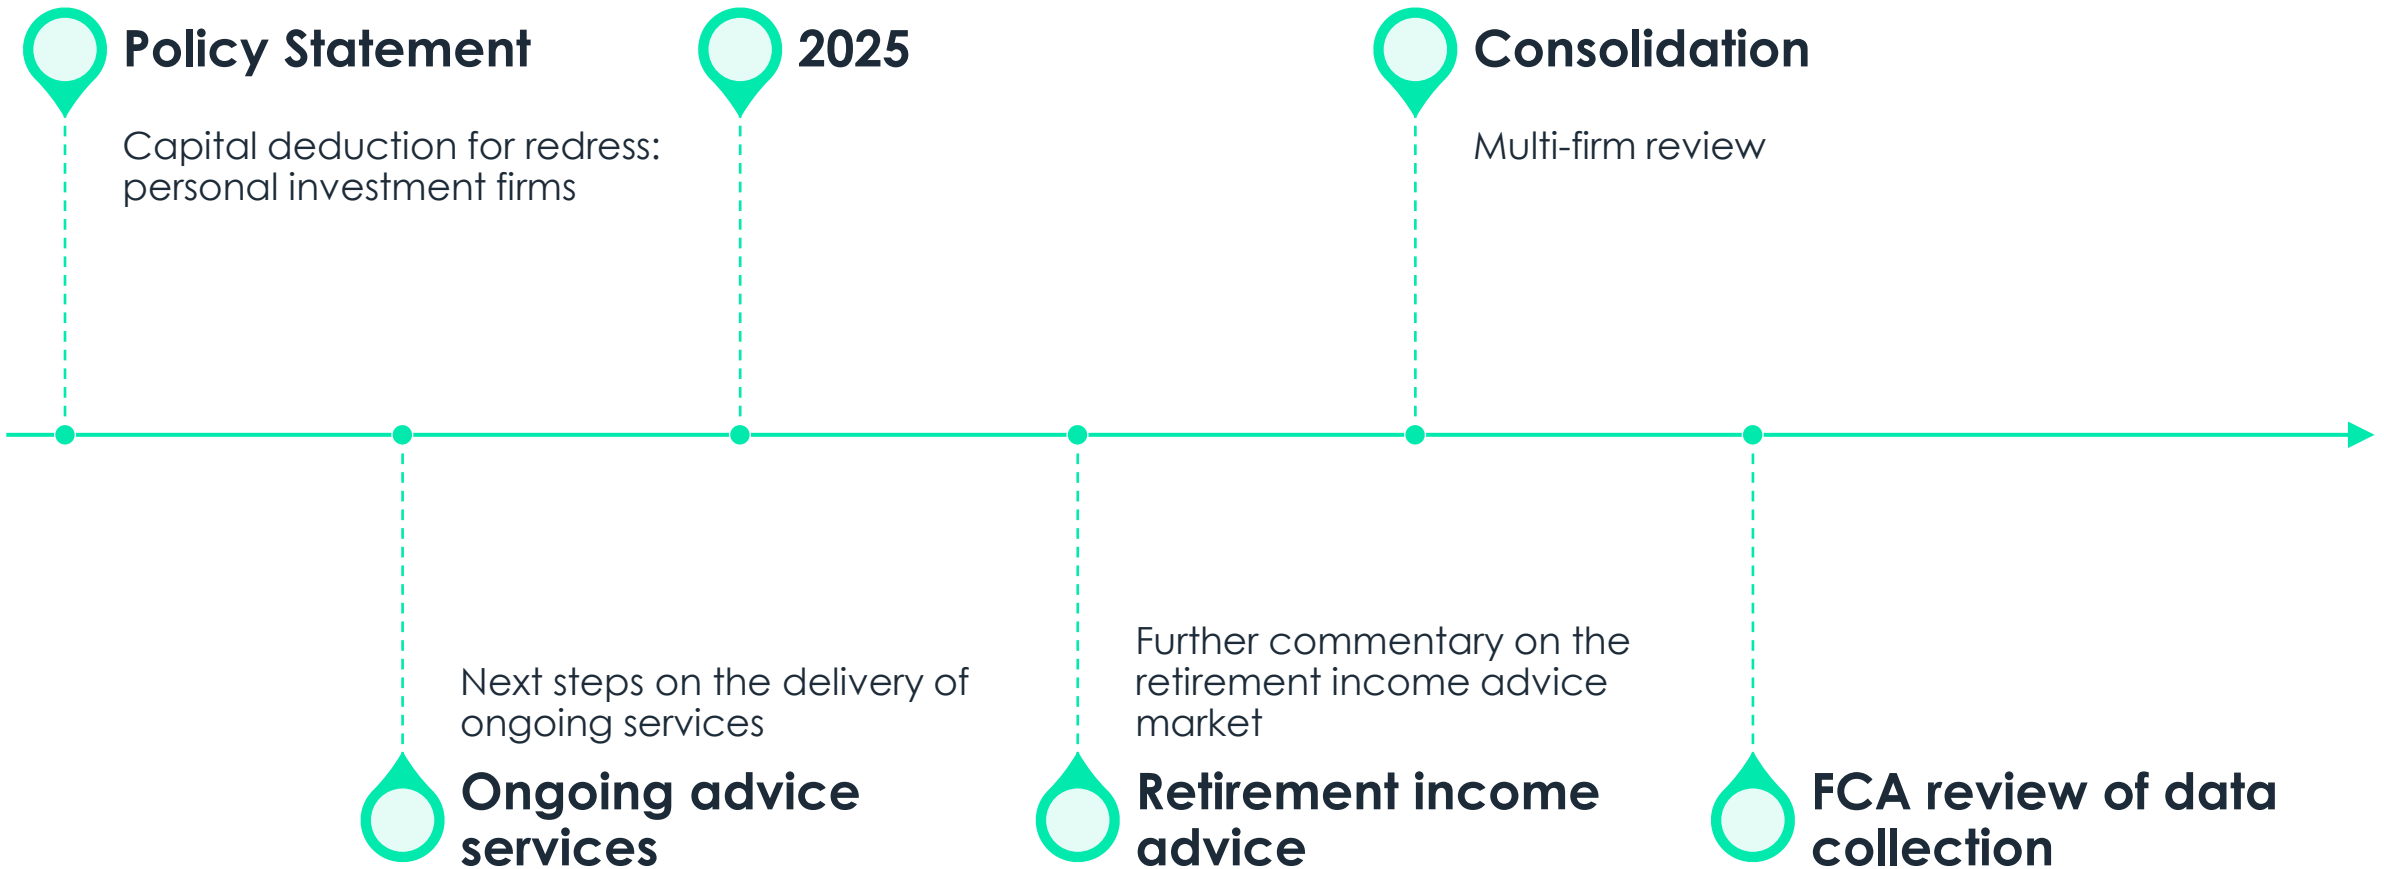 Policy Statement
Capital deduction for redress:
personal investment firms
2025
Consolidation
Multi-firm review
Next steps on the delivery of
ongoing services
Ongoing advice
services
Further commentary on the
retirement income advice
market
Retirement income
advice
FCA review of data
collection